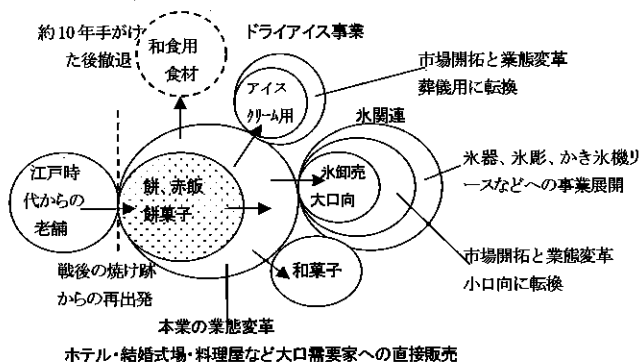 約10年手がけ
た後撤退
和食用
食材
ドライアイス事業
アイス
クリーム用
市場開拓と業態変革
葬儀用に転換
氷関連
江戸時
代からの
老舗
餅、赤飯
餅菓子
氷卸売
大口向
氷器、氷彫、かき氷機リ
ースなどへの事業展開
和菓子
市場開拓と業態変革
小口向に転換
戦後の焼け跡
からの再出発
本業の業態変革
ホテル・結婚式場・料理屋など大口需要家への直接販売